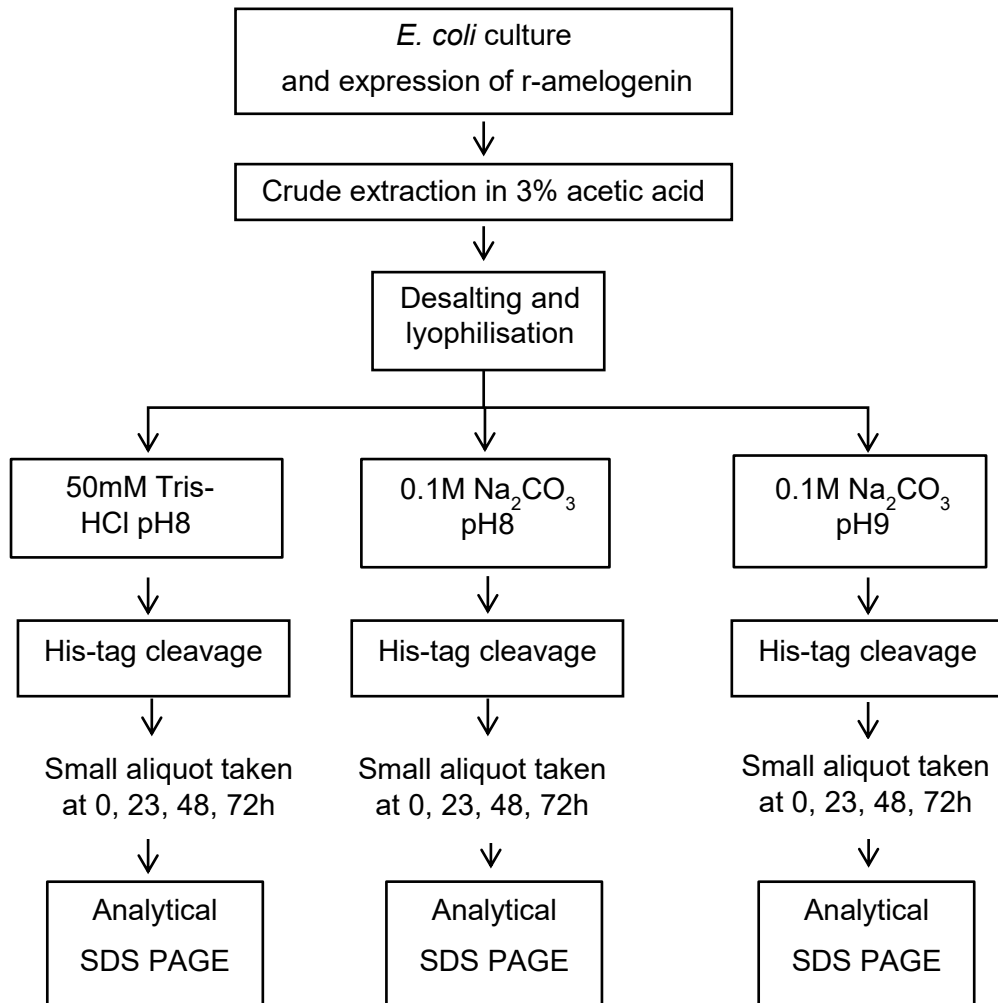 E. coli culture
and expression of r-amelogenin
Crude extraction in 3% acetic acid
Desalting and
lyophilisation
50mM Tris-
HCl pH8
0.1M Na₂CO₃
pH8
0.1M Na₂CO₃
pH9
His-tag cleavage
His-tag cleavage
His-tag cleavage
Small aliquot taken
at 0, 23, 48, 72h
Small aliquot taken
at 0, 23, 48, 72h
Small aliquot taken
at 0, 23, 48, 72h
Analytical
SDS PAGE
Analytical
SDS PAGE
Analytical
SDS PAGE